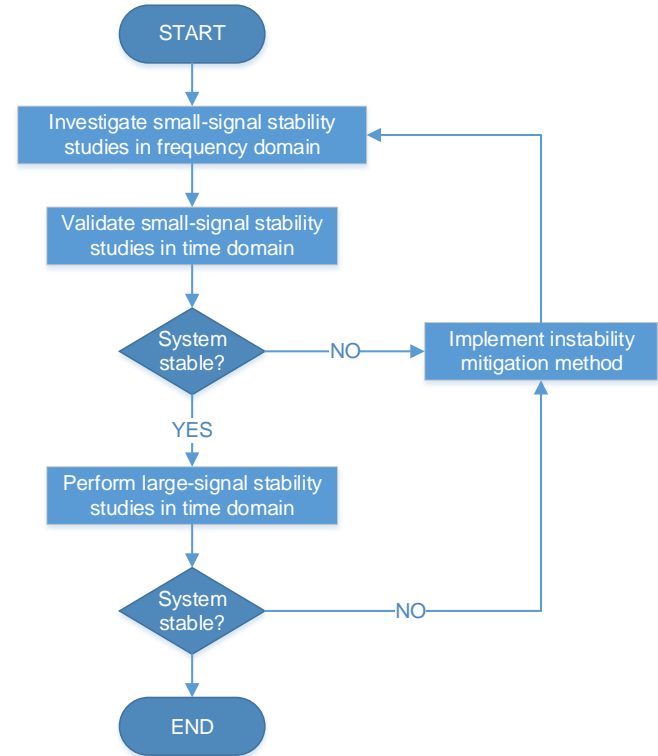 START
Investigate small-signal stability
studies in frequency domain
Validate small-signal stability
studies in time domain
System
stable?
NO
Implement instability
mitigation method
YES
Perform large-signal stability
studies in time domain
System
stable?
NO
END